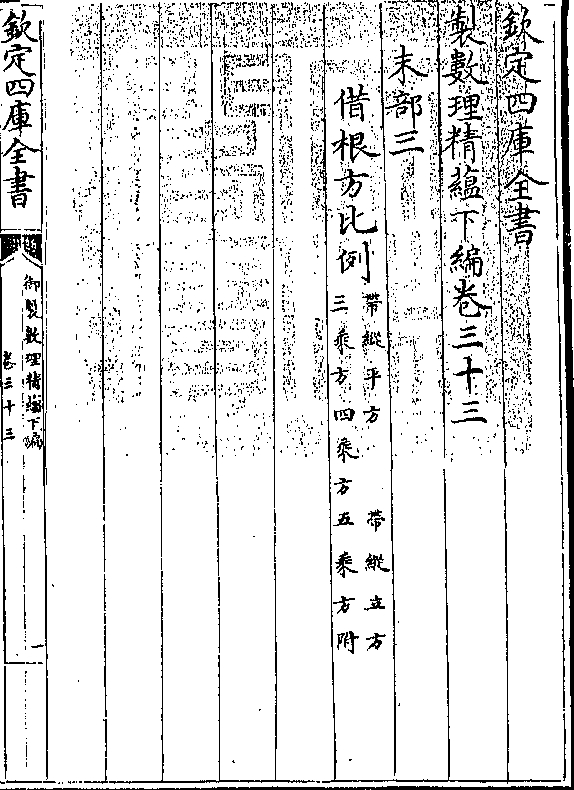 欽定四庫全書
製數理精蘊下編卷三十三
末部三
借根方比例
帶縱平方 帶縱立方
三乘方四乘方五乘方附
欽定四庫全書
御製數理精蘊下編
卷三十三
一